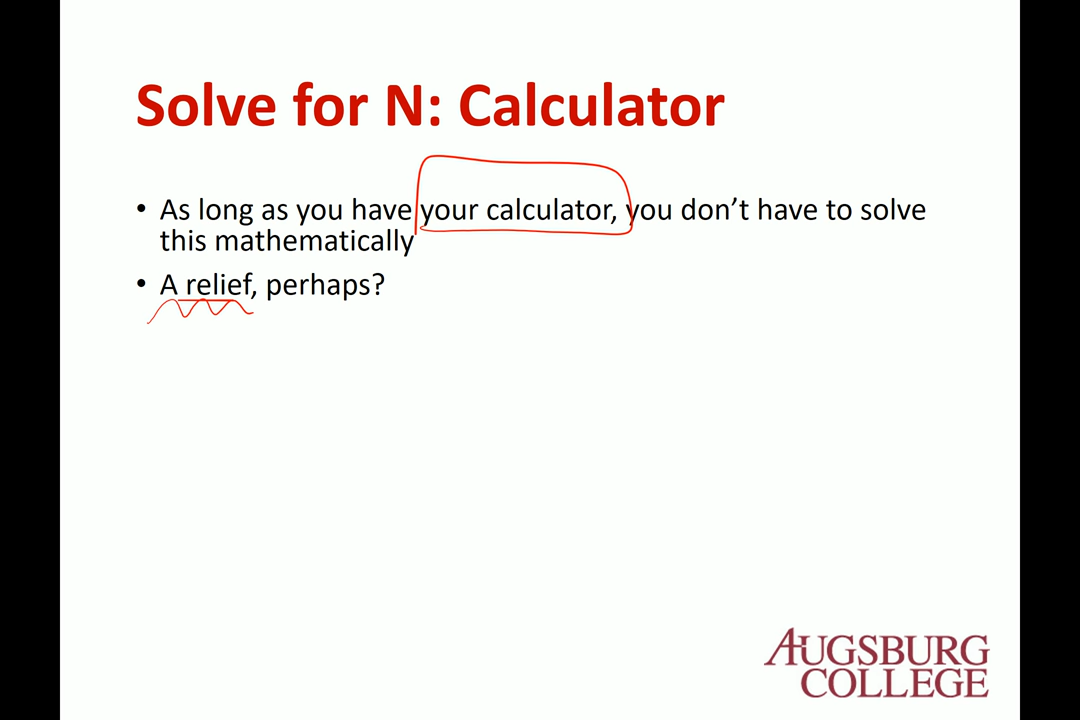 Solve for N: Calculator
• As long as you have your calculator, you don’t have to solve
this mathematically
• A relief, perhaps?
AUGSBURG
COLLEGE